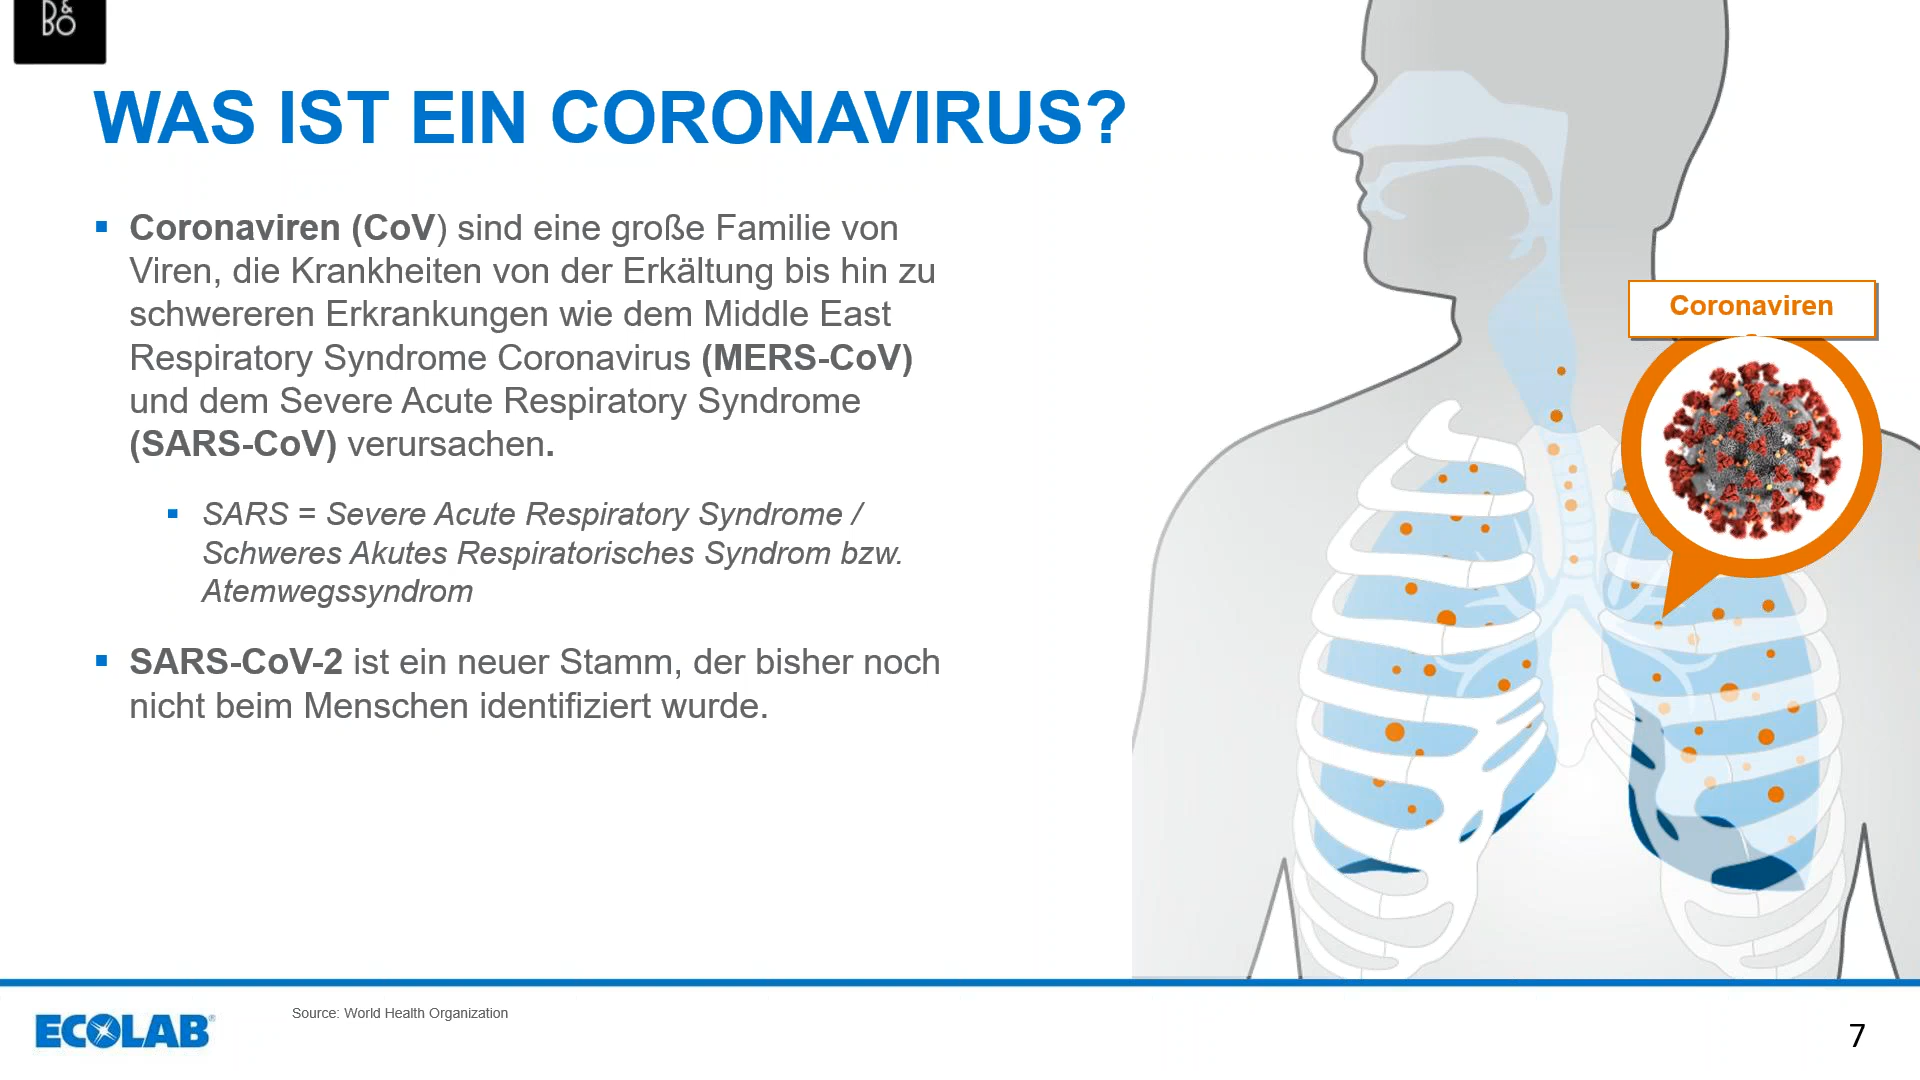 B&
BO
WAS IST EIN CORONAVIRUS?
Coronaviren (CoV) sind eine große Familie von
Viren, die Krankheiten von der Erkältung bis hin zu
schwereren Erkrankungen wie dem Middle East
Respiratory Syndrome Coronavirus (MERS-CoV)
und dem Severe Acute Respiratory Syndrome
(SARS-CoV) verursachen.
SARS = Severe Acute Respiratory Syndrome /
Schweres Akutes Respiratorisches Syndrom bzw.
Atemwegssyndrom
SARS-CoV-2 ist ein neuer Stamm, der bisher noch
nicht beim Menschen identifiziert wurde.
Coronaviren
ECOLAB®
Source: World Health Organization
7